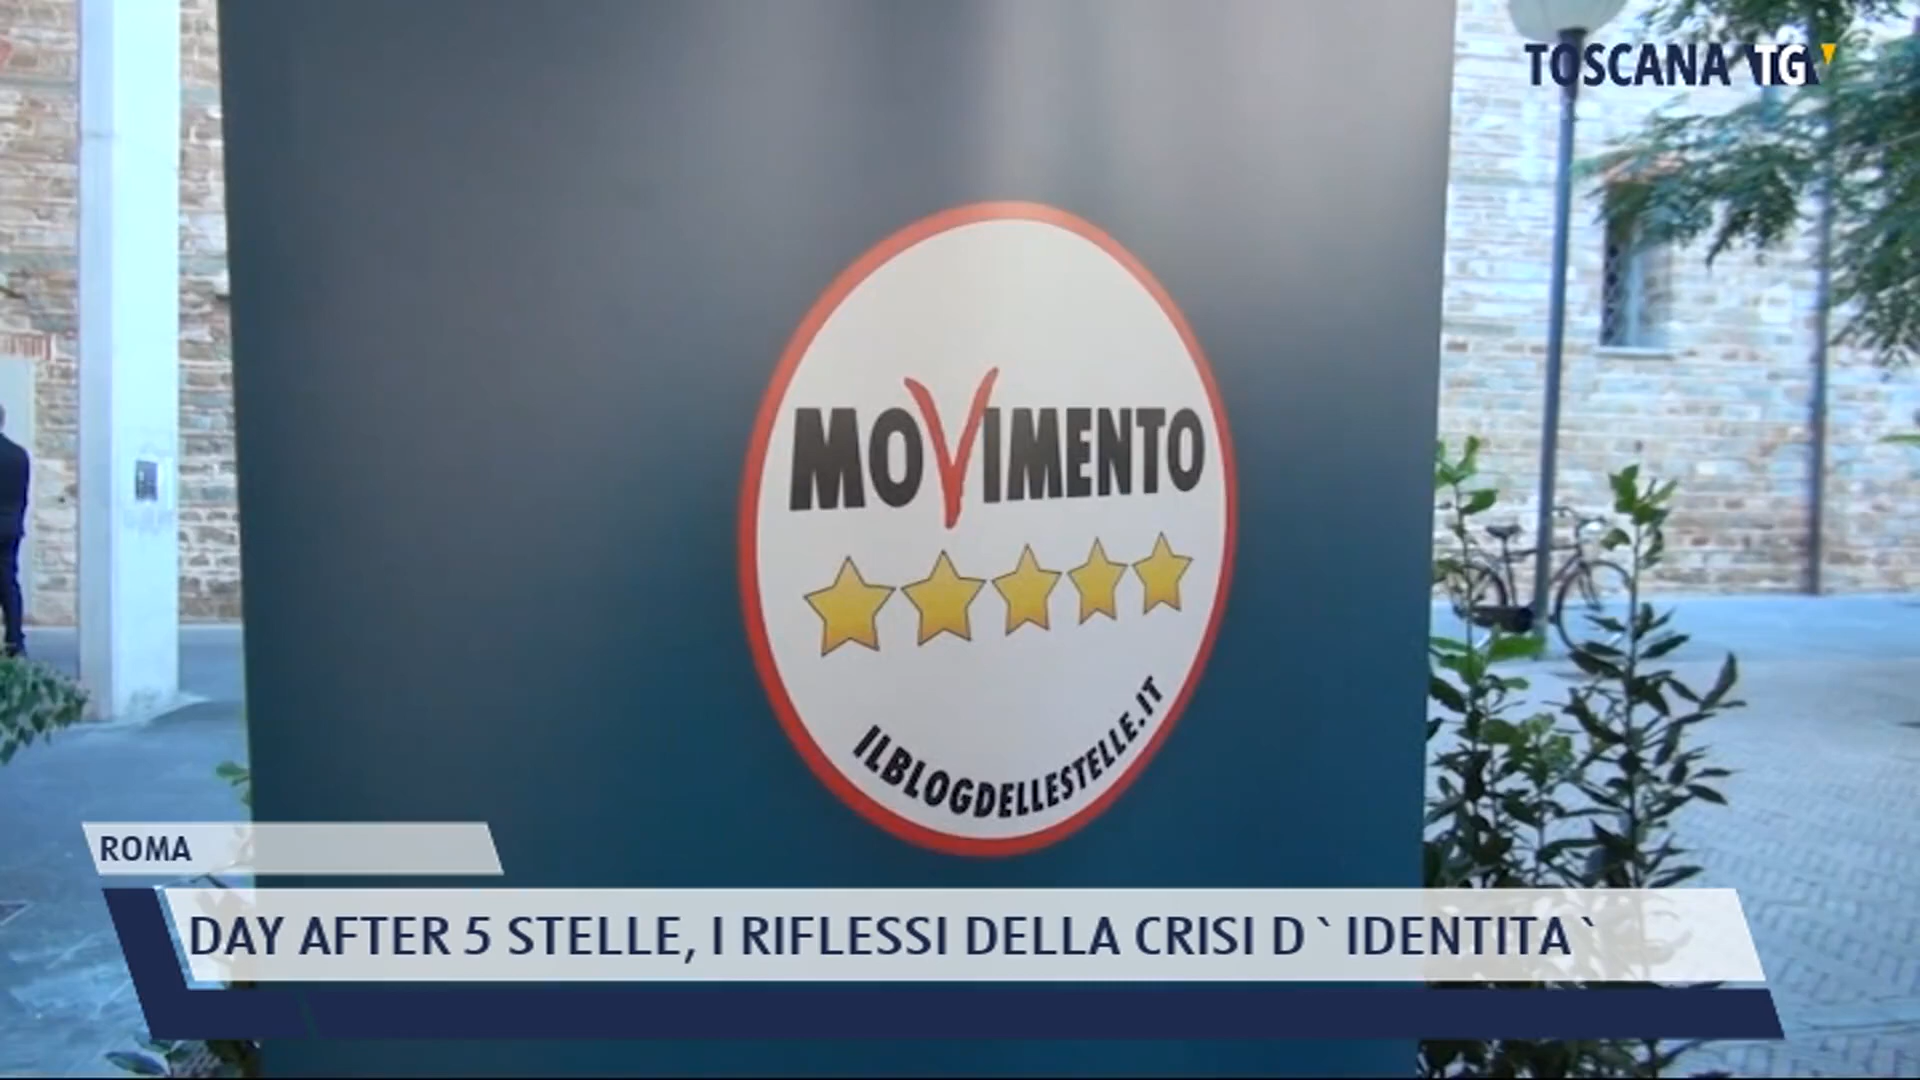 TOSCANA TG
MOVIMENTO
ILBLOGDELLESTELLE.IT
ROMA
DAY AFTER 5 STELLE, I RIFLESSI DELLA CRISI D`IDENTITA`